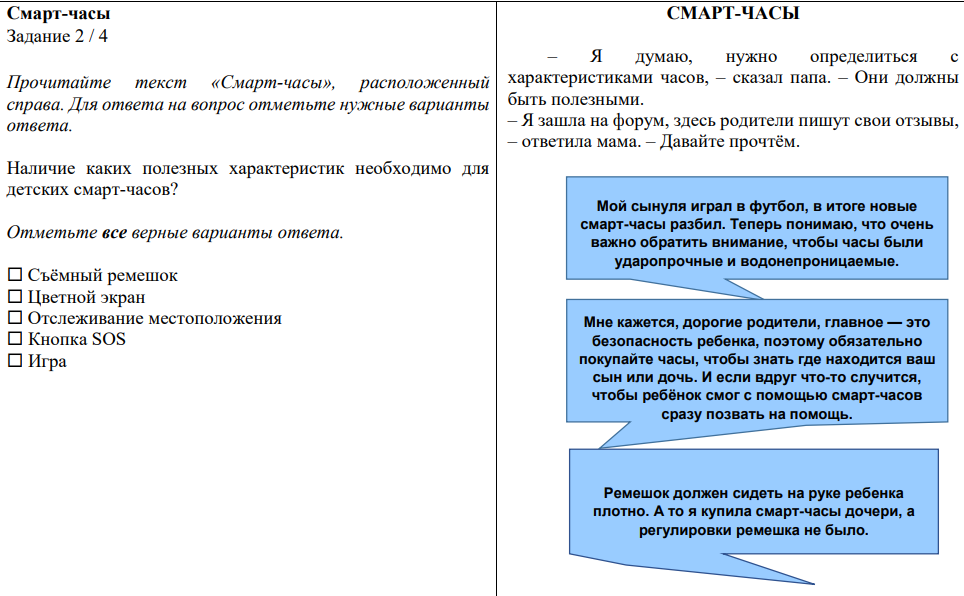 Смарт-часы
Задание 2 / 4
Прочитайте текст «Смарт-часы», расположенный
справа. Для ответа на вопрос отметьте нужные варианты
ответа.
Наличие каких полезных характеристик необходимо для
детских смарт-часов?
Отметьте все верные варианты ответа.
☐ Съёмный ремешок
☐ Цветной экран
☐ Отслеживание местоположения
☐ Кнопка SOS
☐ Игра
СМАРТ-ЧАСЫ
– Я думаю, нужно определиться с
характеристиками часов, – сказал папа. – Они должны
быть полезными.
– Я зашла на форум, здесь родители пишут свои отзывы,
– ответила мама. – Давайте прочтём.
Мой сынуля играл в футбол, в итоге новые
смарт-часы разбил. Теперь понимаю, что очень
важно обратить внимание, чтобы часы были
ударопрочные и водонепроницаемые.
Мне кажется, дорогие родители, главное — это
безопасность ребенка, поэтому обязательно
покупайте часы, чтобы знать где находится ваш
сын или дочь. И если вдруг что-то случится,
чтобы ребёнок смог с помощью смарт-часов
сразу позвать на помощь.
Ремешок должен сидеть на руке ребенка
плотно. А то я купила смарт-часы дочери, а
регулировки ремешка не было.